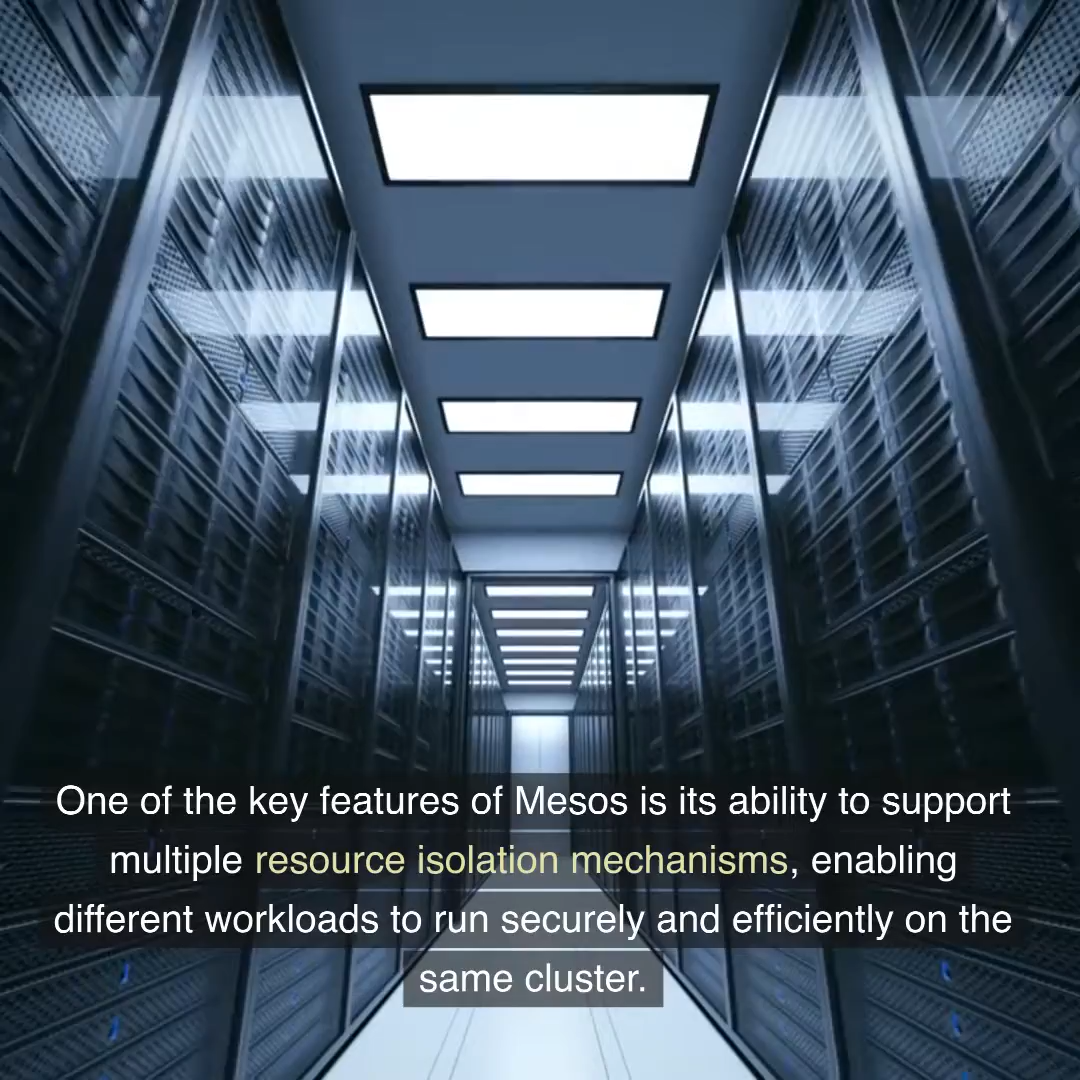 One of the key features of Mesos is its ability to support
multiple resource isolation mechanisms, enabling
different workloads to run securely and efficiently on the
same cluster.